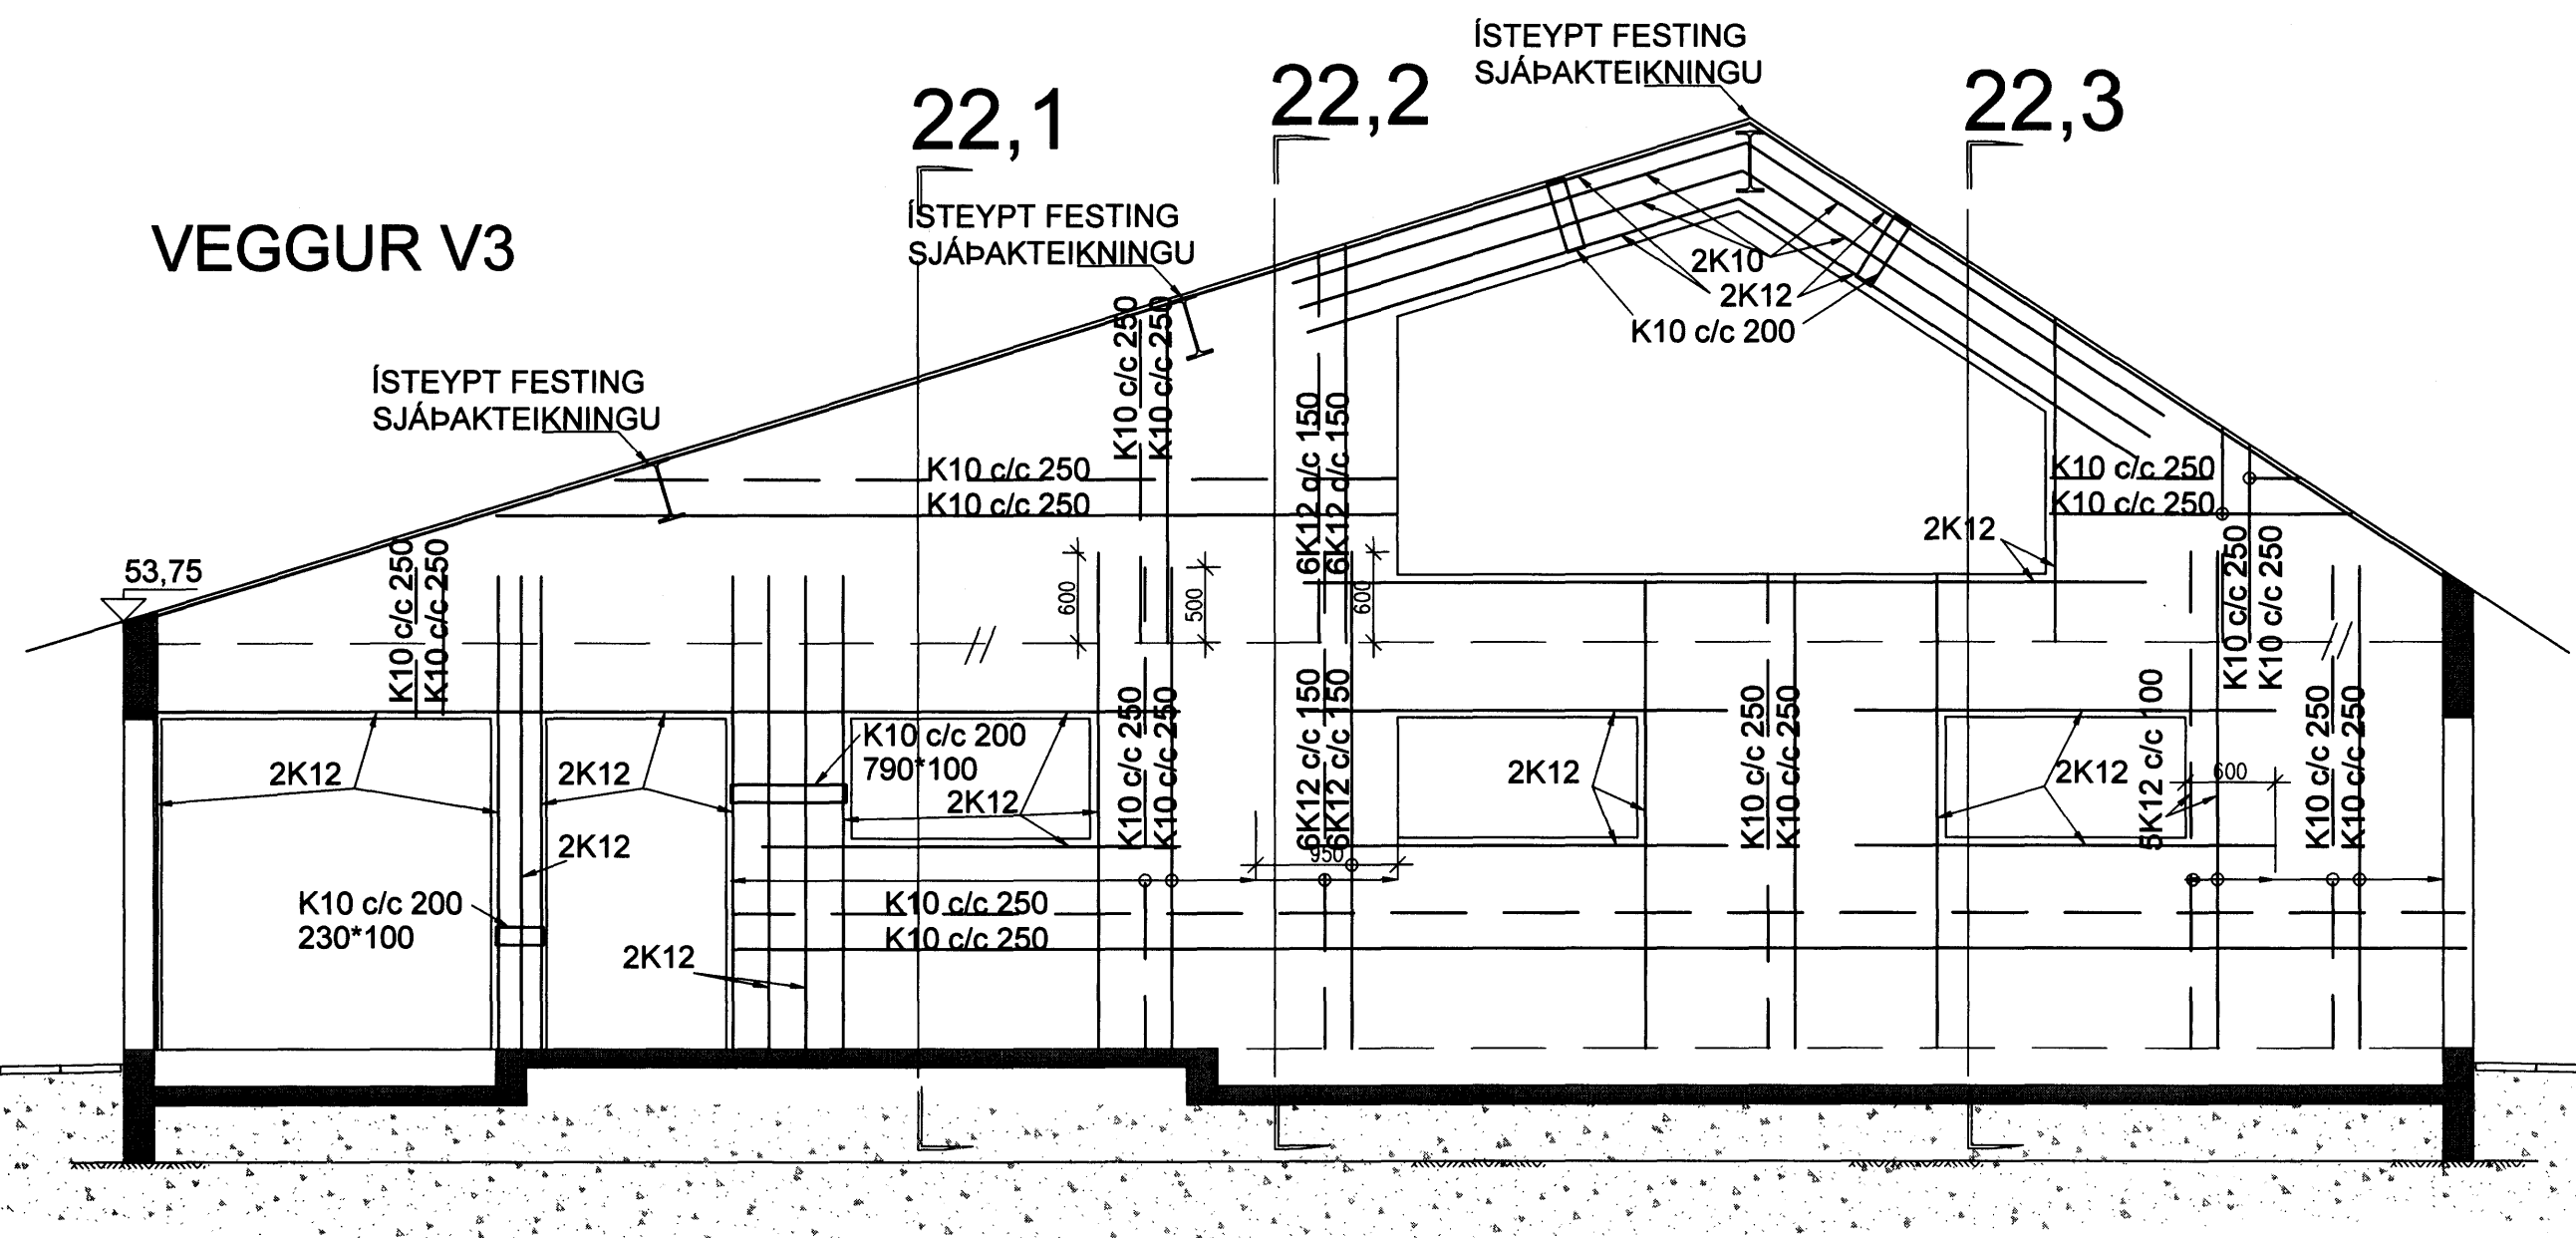 ÍSTEYPT FESTING
SJÁÞAKTEIKNINGU
22,1
22,2
22,3
ÍSTEYPT FESTING
SJÁÞAKTEIKNINGU
VEGGUR V3
2K10
2K12
K10 c/c 200
K10 c/c 250
K10 c/c 250
ÍSTEYPT FESTING
SJÁÞAKTEIKNINGU
6K12 c/c 150
6K12 c/c 150
K10 c/c 250
K10 c/c 250
K10 c/c 250
K10 c/c 250
2K12
53,75
K10 c/c 250
K10 c/c 250
600
500
600
K10 c/c 250
K10 c/c 250
K10 c/c 250
K10 c/c 250
6K12 c/c 150
6K12 c/c 150
K10 c/c 250
K10 c/c 250
5K12 c/c 100
K10 c/c 250
K10 c/c 250
K10 c/c 200
790*100
2K12
2K12
2K12
2K12
2K12
600
2K12
950
K10 c/c 200
230*100
K10 c/c 250
K10 c/c 250
2K12